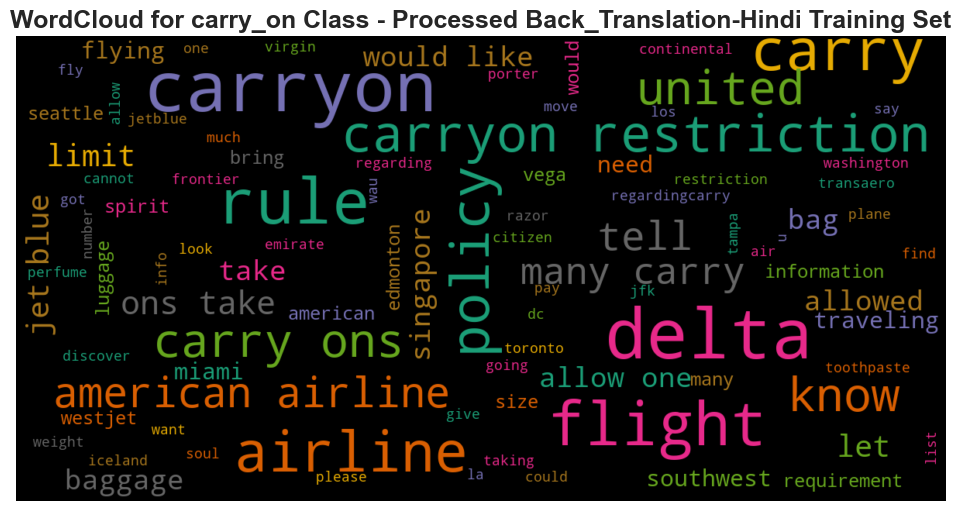 WordCloud for carry_on Class - Processed Back_Translation-Hindi Training Set
flying
one
virgin
would like
would
continental
carry
fly
carryon
porter
united
seattle
allow
jetblue
move
los
say
much
carryon restriction
limit
bring
regarding
need
washington
cannot
frontier
rule
wau
policy
vega
restriction
transaero
got
spirit
regardingcarry
number
razor
bag
plane
look
emirate
citizen
tell
tampa
u
air
find
perfume
luggage
info
take
edmonton
singapore
many carry
information
jet blue
ons take
american
pay
jfk
allowed
dc
traveling
discover
carry ons
toronto
delta
miami
going
allow one
many
toothpaste
american airline
size
know
westjet
give
want
flight
weight
iceland
soul
airline
taking
let
list
baggage
please
la
could
southwest
requirement